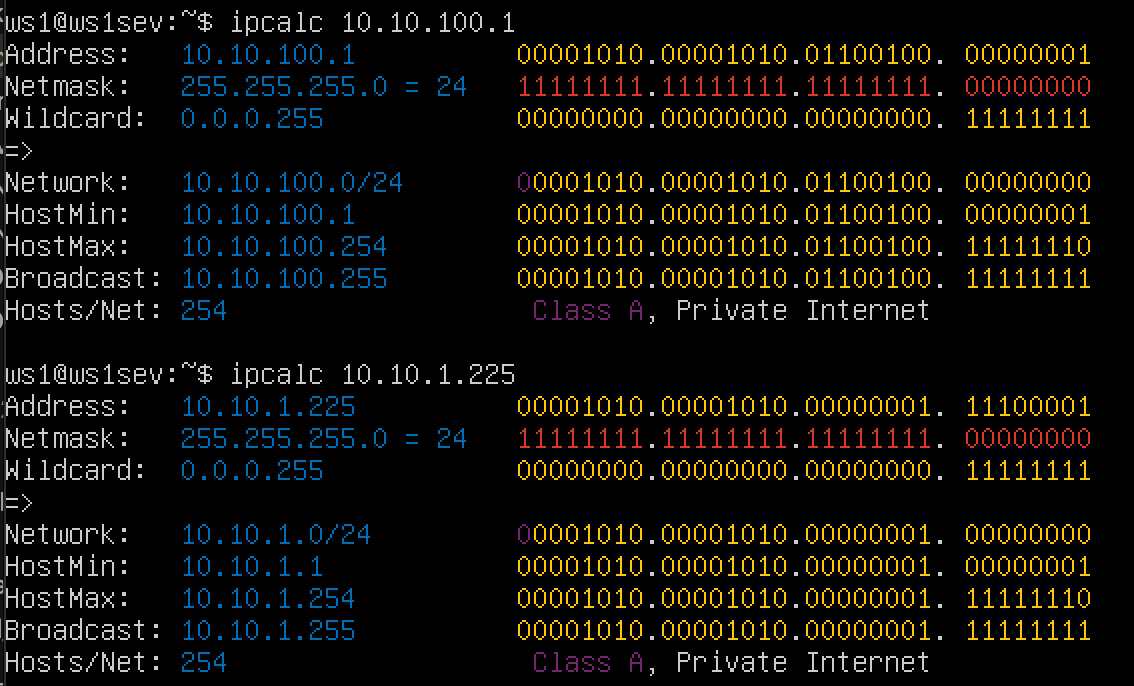 ws1@ws1sev:~$ ipcalc 10.10.100.1
Address: 10.10.100.1 00001010.00001010.01100100. 00000001
Netmask: 255.255.255.0 = 24 11111111.11111111.11111111. 00000000
Wildcard: 0.0.0.255 00000000.00000000.00000000. 11111111
=>
Network: 10.10.100.0/24 00001010.00001010.01100100. 00000000
HostMin: 10.10.100.1 00001010.00001010.01100100. 00000001
HostMax: 10.10.100.254 00001010.00001010.01100100. 11111110
Broadcast: 10.10.100.255 00001010.00001010.01100100. 11111111
Hosts/Net: 254 Class A, Private Internet
ws1@ws1sev:~$ ipcalc 10.10.1.225
Address: 10.10.1.225 00001010.00001010.00000001. 11100001
Netmask: 255.255.255.0 = 24 11111111.11111111.11111111. 00000000
Wildcard: 0.0.0.255 00000000.00000000.00000000. 11111111
=>
Network: 10.10.1.0/24 00001010.00001010.00000001. 00000000
HostMin: 10.10.1.1 00001010.00001010.00000001. 00000001
HostMax: 10.10.1.254 00001010.00001010.00000001. 11111110
Broadcast: 10.10.1.255 00001010.00001010.00000001. 11111111
Hosts/Net: 254 Class A, Private Internet